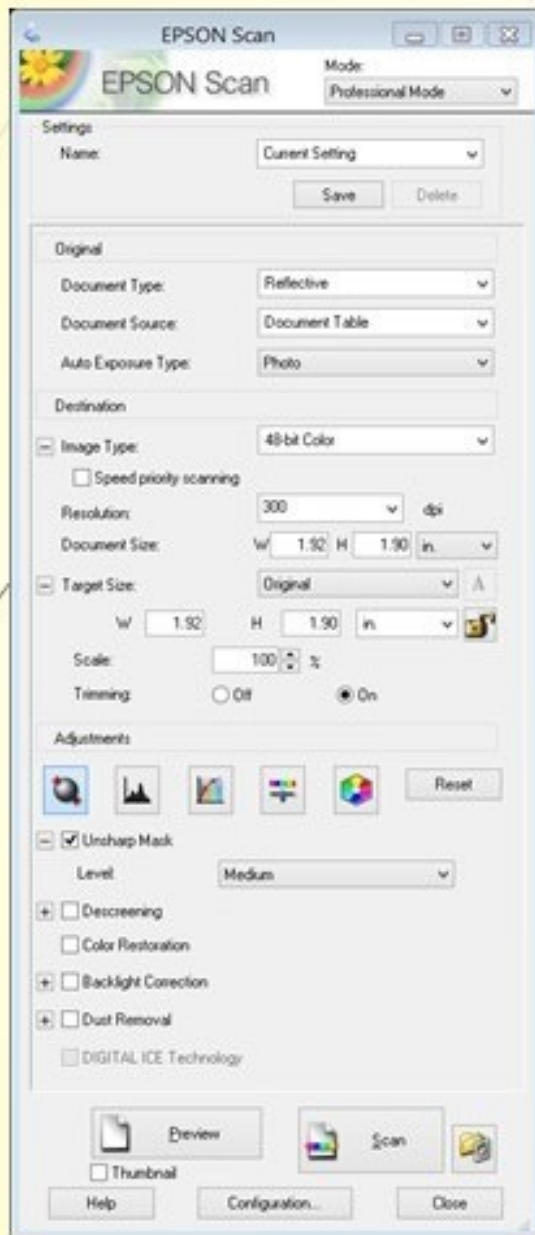 EPSON Scan
EPSON Scan
Mode:
Professional Mode
Settings
Name: Current Setting
Save Delete
Original
Document Type: Reflective
Document Source: Document Table
Auto Exposure Type: Photo
Destination
Image Type: 48-bit Color
Speed priority scanning
Resolution: 300 dpi
Document Size: W 1.92 H 1.90 in.
Target Size: Original A
W 1.92 H 1.90 in.
Scale: 100 %
Trimming: Off On
Adjustments
Reset
Unsharp Mask
Level: Medium
Descreening
Color Restoration
Backlight Correction
Dust Removal
DIGITAL ICE Technology
Preview Scan
Thumbnail
Help Configuration... Close